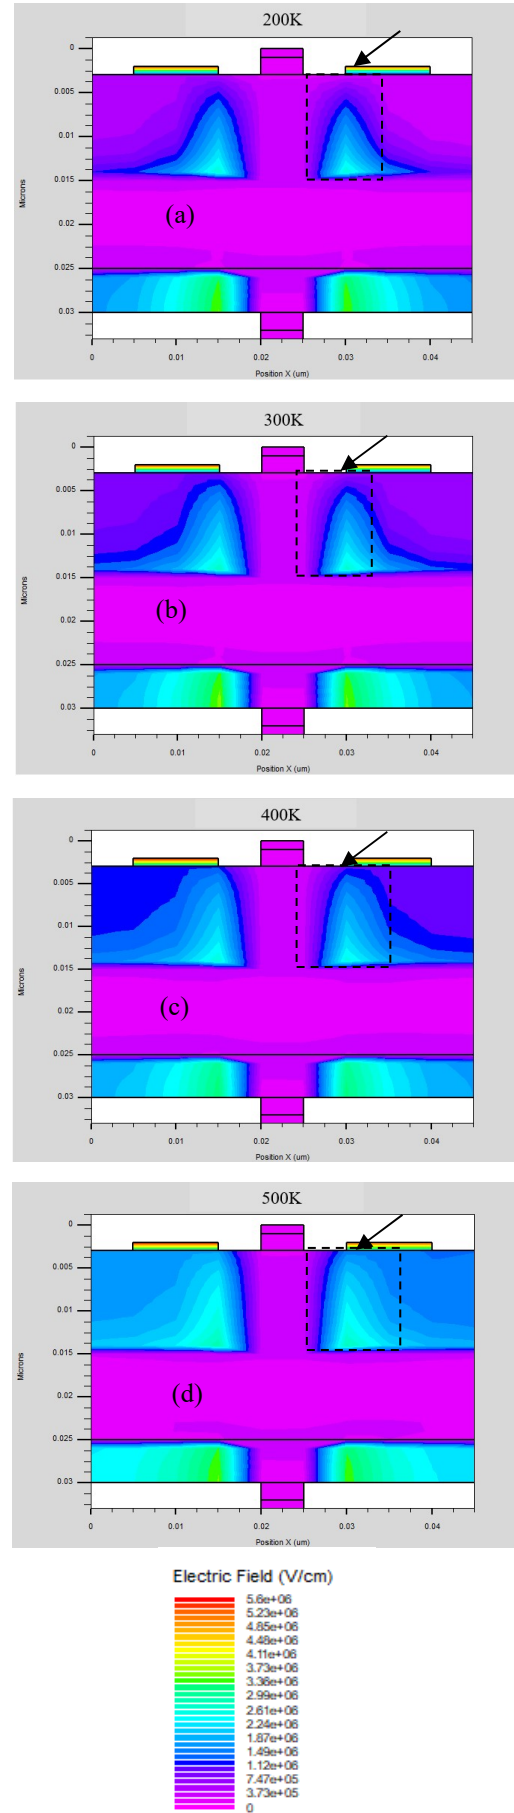 200K
0
0.005
0.01
0.015
0.02
0.025
0.03
Microns
(a)
0 0.01 0.02 0.03 0.04
Position X (um)
300K
0
0.005
0.01
0.015
0.02
0.025
0.03
Microns
(b)
0 0.01 0.02 0.03 0.04
Position X (um)
400K
0
0.005
0.01
0.015
0.02
0.025
0.03
Microns
(c)
0 0.01 0.02 0.03 0.04
Position X (um)
500K
0
0.005
0.01
0.015
0.02
0.025
0.03
Microns
(d)
0 0.01 0.02 0.03 0.04
Position X (um)
Electric Field (V/cm)
5.6e+06
5.23e+06
4.85e+06
4.48e+06
4.11e+06
3.73e+06
3.36e+06
2.99e+06
2.61e+06
2.24e+06
1.87e+06
1.49e+06
1.12e+06
7.47e+05
3.73e+05
0